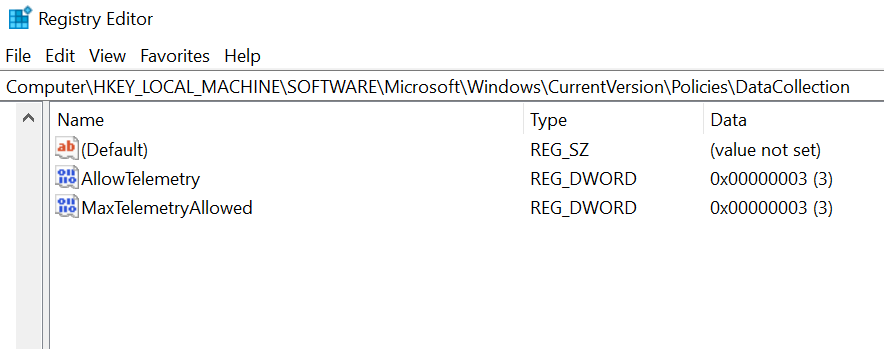 Registry Editor
File Edit View Favorites Help
Computer\HKEY_LOCAL_MACHINE\SOFTWARE\Microsoft\Windows\CurrentVersion\Policies\DataCollection
Name Type Data
(Default) REG_SZ (value not set)
AllowTelemetry REG_DWORD 0x00000003 (3)
MaxTelemetryAllowed REG_DWORD 0x00000003 (3)